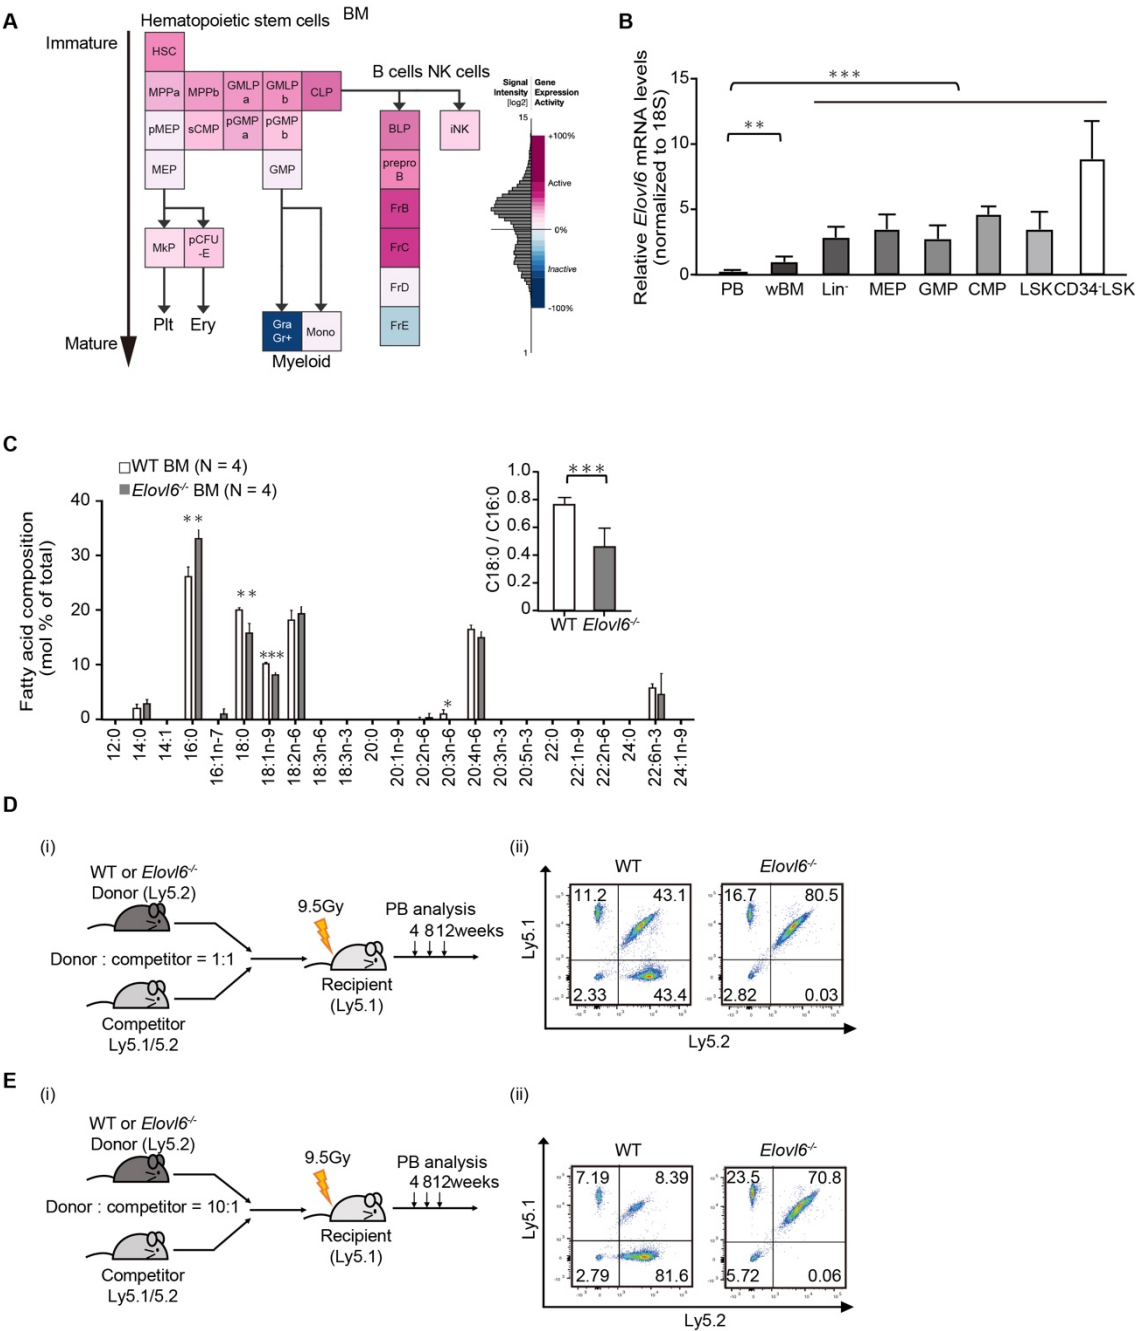 A
Hematopoietic stem cells
BM
Immature
HSC
MPPa
MPPb
GMLP
a
GMLP
b
CLP
B cells NK cells
pMEP
sCMP
pGMP
a
pGMP
b
BLP
iNK
MEP
GMP
prepro
B
FrB
MkP
pCFU
-E
FrC
FrD
Plt
Ery
Gra
Gr+
Mono
FrE
Mature
Myeloid
Signal
Intensity
[log2]
Gene
Expression
Activity
15
+100%
Active
0%
Inactive
-100%
1
B
Relative Elovl6 mRNA levels
(normalized to 18S)
15
10
5
0
***
**
PB
wBM
Lin-
MEP
GMP
CMP
LSK
CD34-LSK
C
WT BM (N = 4)
Elovl6-/- BM (N = 4)
Fatty acid composition
(mol % of total)
40
30
20
10
0
**
**
***
*
12:0
14:0
14:1
16:0
16:1n-7
18:0
18:1n-9
18:2n-6
18:3n-6
18:3n-3
20:0
20:1n-9
20:2n-6
20:3n-6
20:4n-6
20:3n-3
20:5n-3
22:0
22:1n-9
22:2n-6
24:0
22:6n-3
24:1n-9
C18:0 / C16:0
1.0
0.8
0.6
0.4
0.2
0
***
WT Elovl6-/-
D
(i)
WT or Elovl6-/-
Donor (Ly5.2)
Donor : competitor = 1:1
Competitor
Ly5.1/5.2
9.5Gy
Recipient
(Ly5.1)
PB analysis
4 812weeks
(ii)
WT
Elovl6-/-
Ly5.1
11.2
43.1
2.33
43.4
16.7
80.5
2.82
0.03
Ly5.2
E
(i)
WT or Elovl6-/-
Donor (Ly5.2)
Donor : competitor = 10:1
Competitor
Ly5.1/5.2
9.5Gy
Recipient
(Ly5.1)
PB analysis
4 812weeks
(ii)
WT
Elovl6-/-
Ly5.1
7.19
8.39
2.79
81.6
23.5
70.8
5.72
0.06
Ly5.2